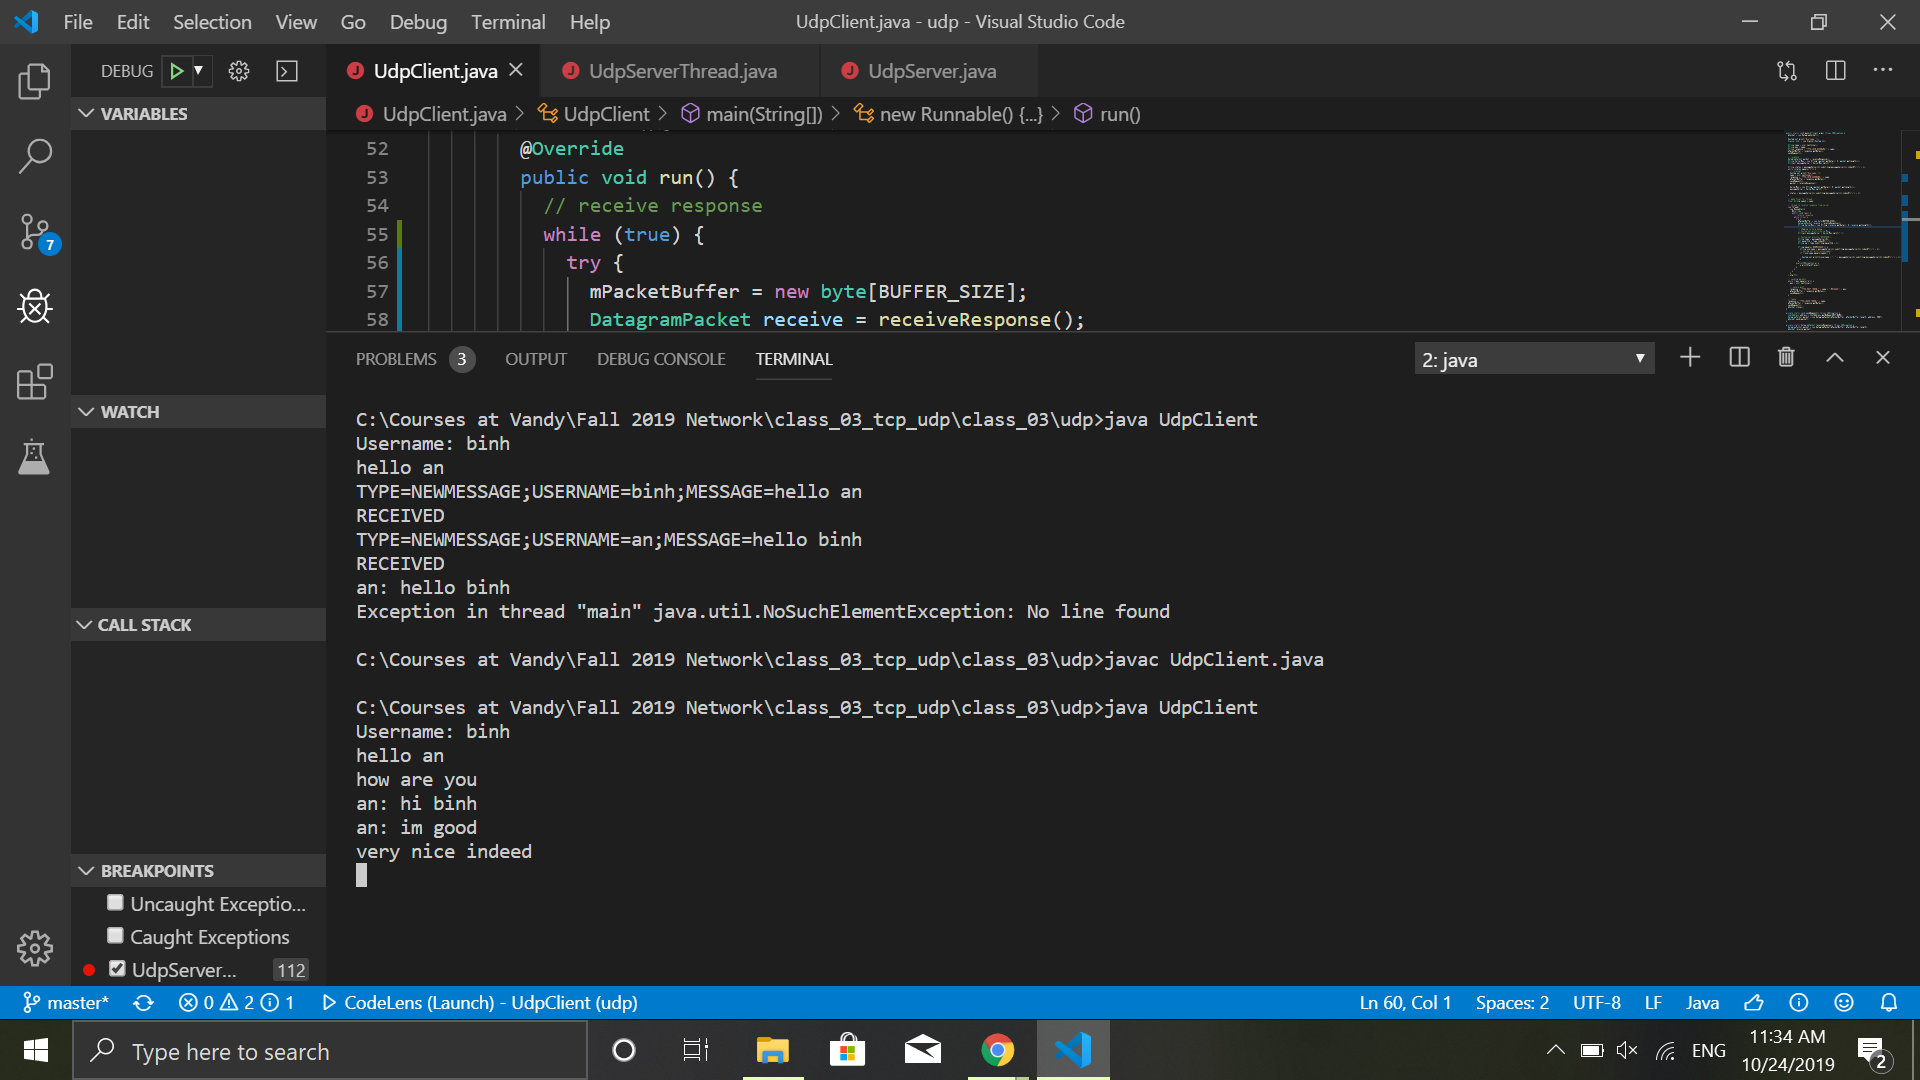 File Edit Selection View Go Debug Terminal Help
UdpClient.java - udp - Visual Studio Code
DEBUG
UdpClient.java
UdpServerThread.java
UdpServer.java
VARIABLES
UdpClient.java > UdpClient > main(String[]) > new Runnable() {...} > run()
52 @Override
53 public void run() {
54 // receive response
55 while (true) {
56 try {
57 mPacketBuffer = new byte[BUFFER_SIZE];
58 DatagramPacket receive = receiveResponse();
7
PROBLEMS 3 OUTPUT DEBUG CONSOLE TERMINAL
2: java
WATCH
CALL STACK
BREAKPOINTS
Uncaught Exceptio...
Caught Exceptions
UdpServer... 112
C:\Courses at Vandy\Fall 2019 Network\class_03_tcp_udp\class_03\udp>java UdpClient
Username: binh
hello an
TYPE=NEWMESSAGE;USERNAME=binh;MESSAGE=hello an
RECEIVED
TYPE=NEWMESSAGE;USERNAME=an;MESSAGE=hello binh
RECEIVED
an: hello binh
Exception in thread "main" java.util.NoSuchElementException: No line found
C:\Courses at Vandy\Fall 2019 Network\class_03_tcp_udp\class_03\udp>javac UdpClient.java
C:\Courses at Vandy\Fall 2019 Network\class_03_tcp_udp\class_03\udp>java UdpClient
Username: binh
hello an
how are you
an: hi binh
an: im good
very nice indeed
master* 0 2 1 CodeLens (Launch) - UdpClient (udp)
Ln 60, Col 1 Spaces: 2 UTF-8 LF Java
Type here to search
ENG
11:34 AM
10/24/2019
2